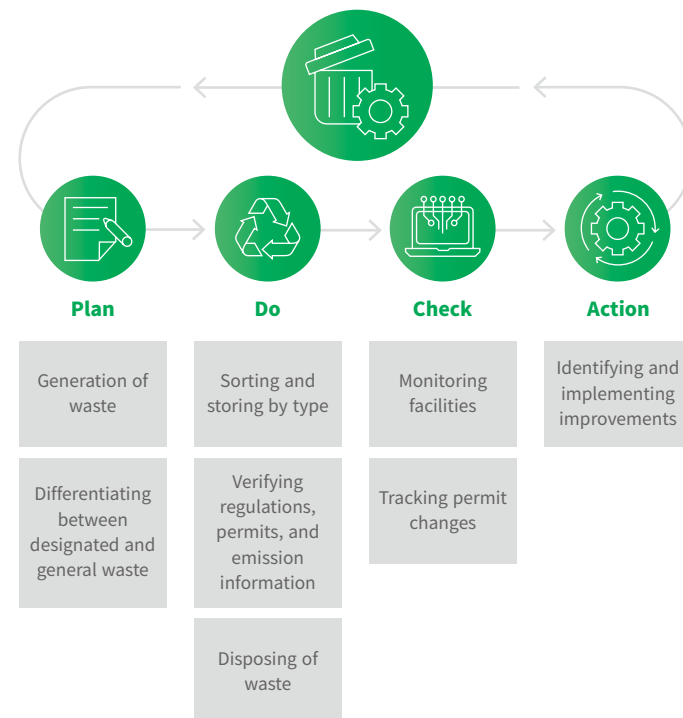 Plan
Do
Check
Action
Generation of
waste
Differentiating
between
designated and
general waste
Sorting and
storing by type
Verifying
regulations,
permits, and
emission
information
Disposing of
waste
Monitoring
facilities
Tracking permit
changes
Identifying and
implementing
improvements